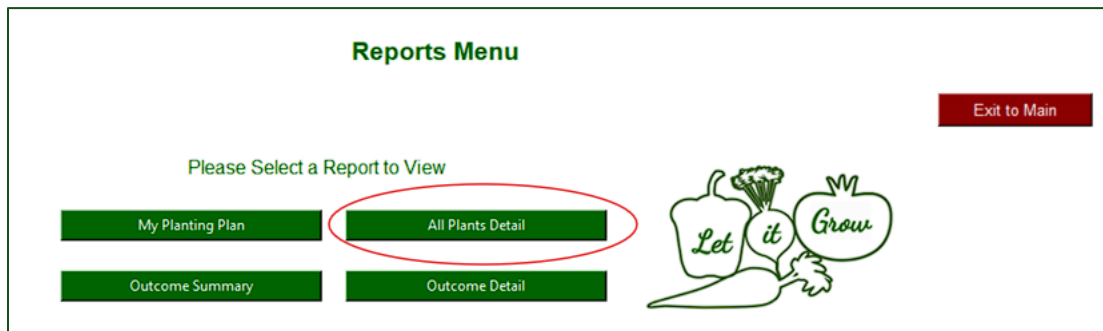 Reports Menu
Exit to Main
Please Select a Report to View
My Planting Plan
All Plants Detail
Let it Grow
Outcome Summary
Outcome Detail